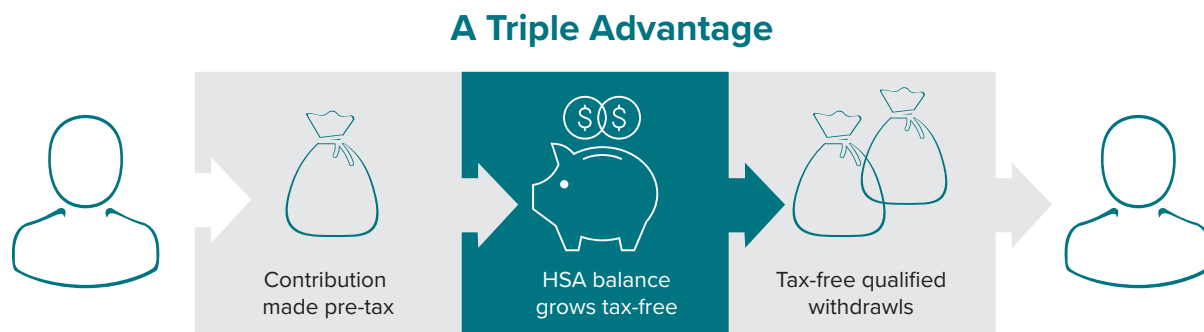 A Triple Advantage
$ $
Contribution
made pre-tax
HSA balance
grows tax-free
Tax-free qualified
withdrawls